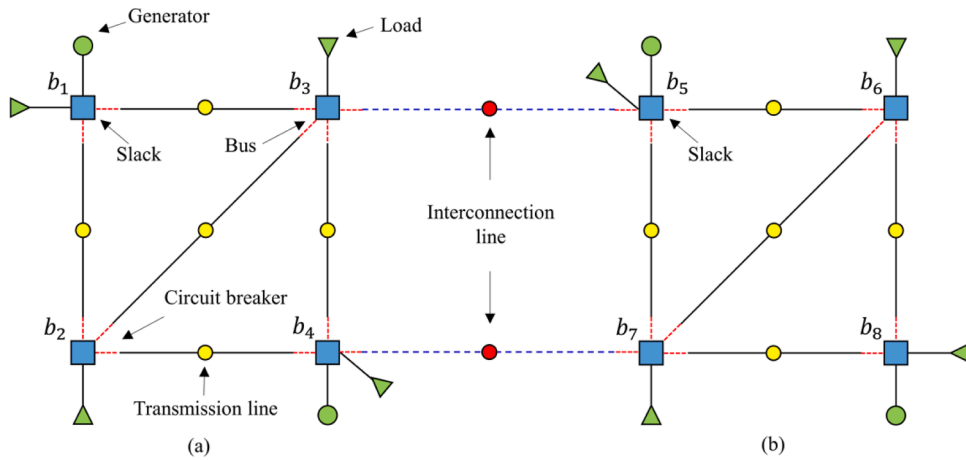 Generator
Load
b₁
b₃
b₅
b₆
Slack
Bus
Slack
Interconnection
line
Circuit breaker
b₂
b₄
b₇
b₈
Transmission line
(a)
(b)